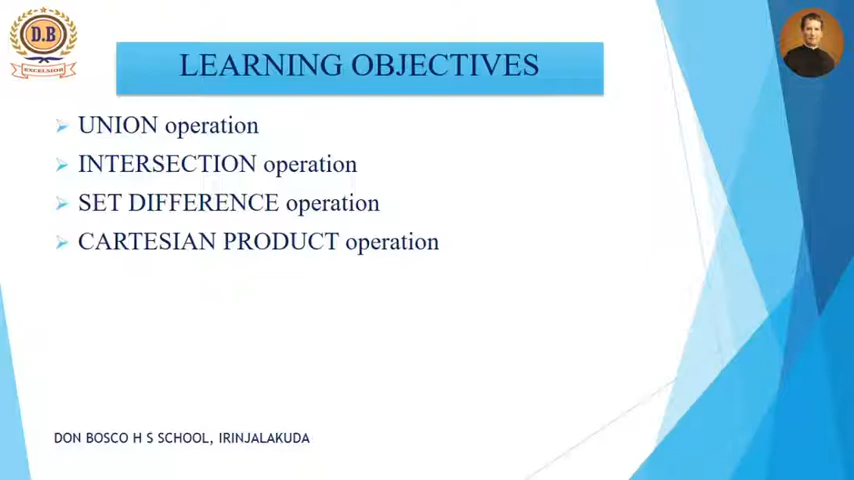 D.B
EXCELSIOR
LEARNING OBJECTIVES
UNION operation
INTERSECTION operation
SET DIFFERENCE operation
CARTESIAN PRODUCT operation
DON BOSCO H S SCHOOL, IRINJALAKUDA